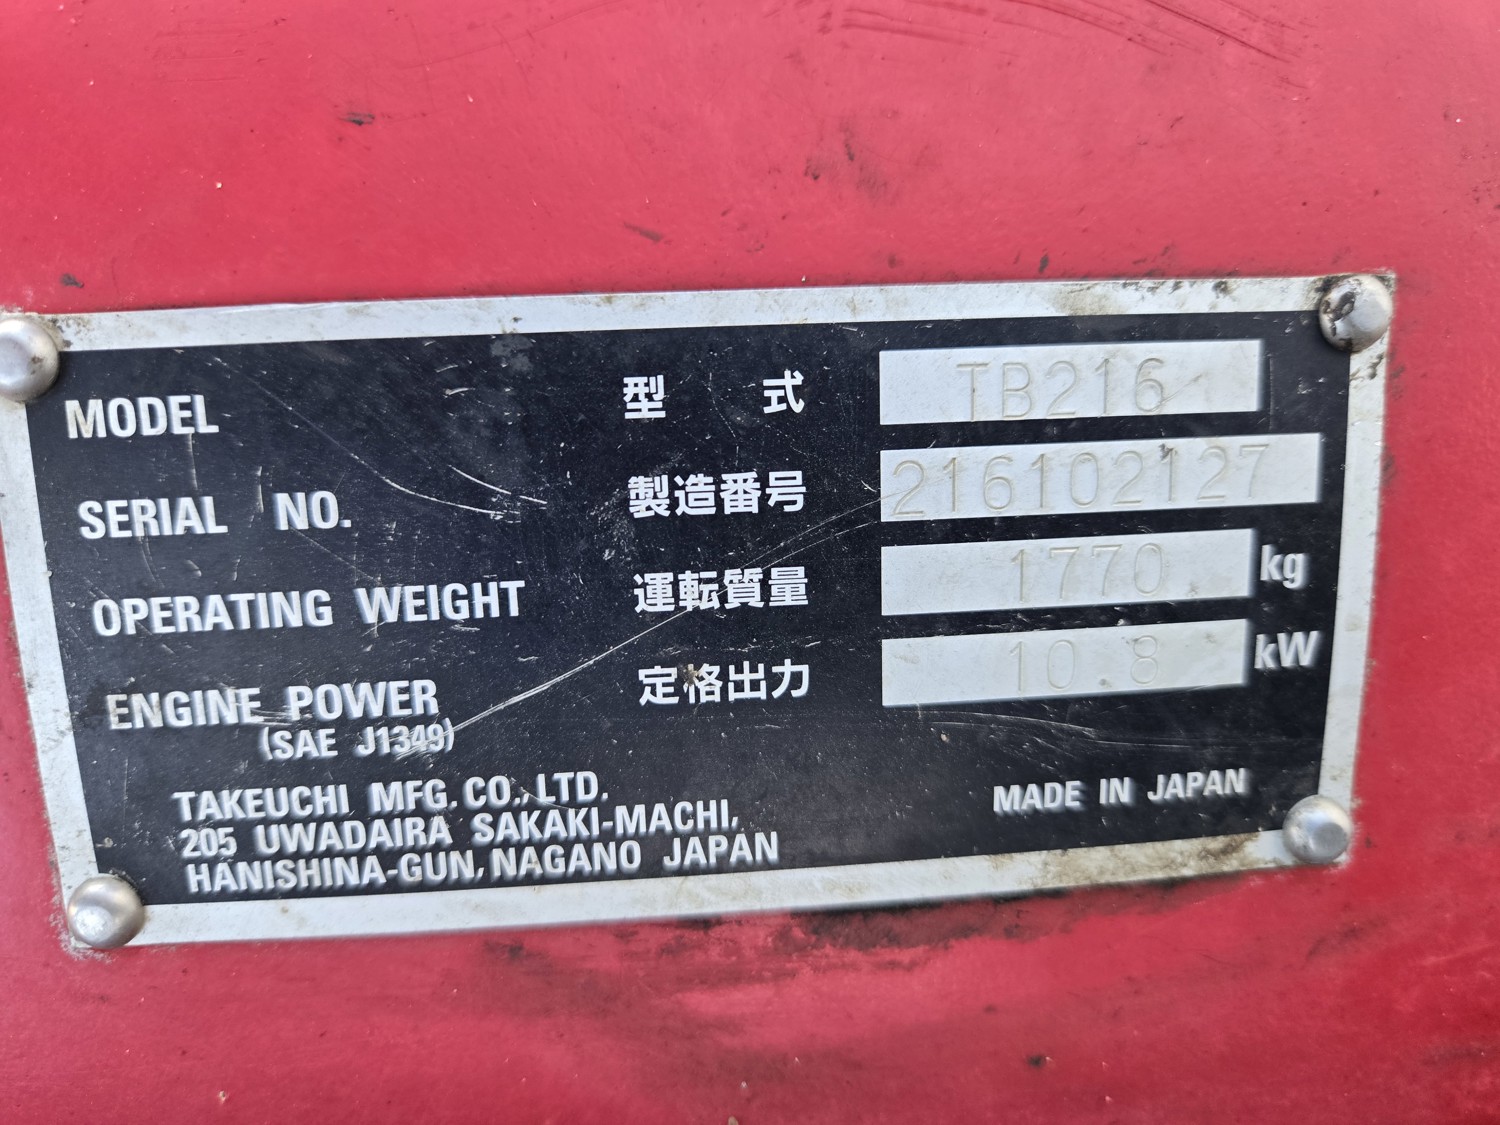 MODEL 型式 TB216
SERIAL NO. 製造番号 216102127
OPERATING WEIGHT 運転質量 1770 kg
ENGINE POWER 定格出力 10.8 kW
(SAE J1349)
TAKEUCHI MFG. CO., LTD.
205 UWADAIRA SAKAKI-MACHI,
HANISHINA-GUN, NAGANO JAPAN
MADE IN JAPAN